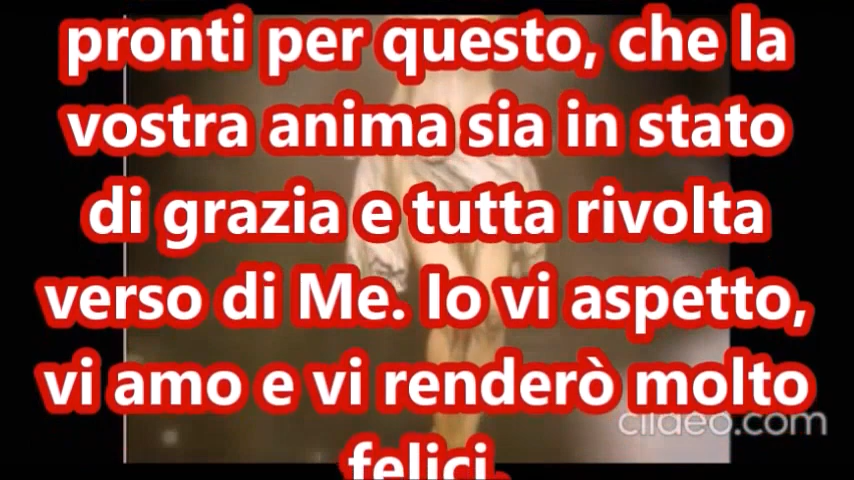 pronti per questo, che la
vostra anima sia in stato
di grazia e tutta rivolta
verso di Me. Io vi aspetto,
vi amo e vi renderò molto
clideo.com
felici.